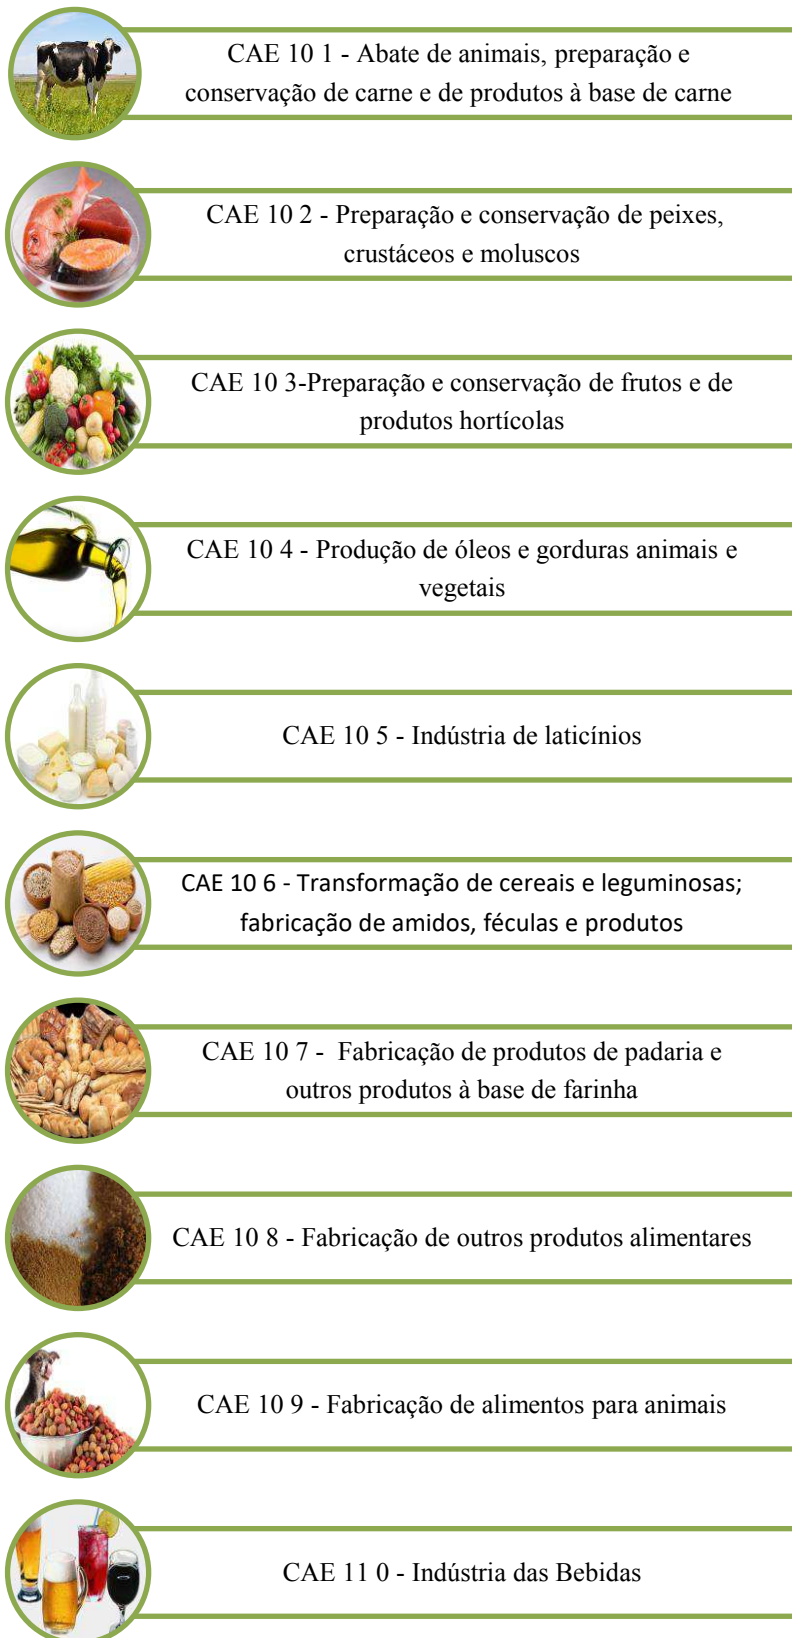 CAE 10 1 - Abate de animais, preparação e
conservação de carne e de produtos à base de carne
CAE 10 2 - Preparação e conservação de peixes,
crustáceos e moluscos
CAE 10 3-Preparação e conservação de frutos e de
produtos hortícolas
CAE 10 4 - Produção de óleos e gorduras animais e
vegetais
CAE 10 5 - Indústria de laticínios
CAE 10 6 - Transformação de cereais e leguminosas;
fabricação de amidos, féculas e produtos
CAE 10 7 - Fabricação de produtos de padaria e
outros produtos à base de farinha
CAE 10 8 - Fabricação de outros produtos alimentares
CAE 10 9 - Fabricação de alimentos para animais
CAE 11 0 - Indústria das Bebidas